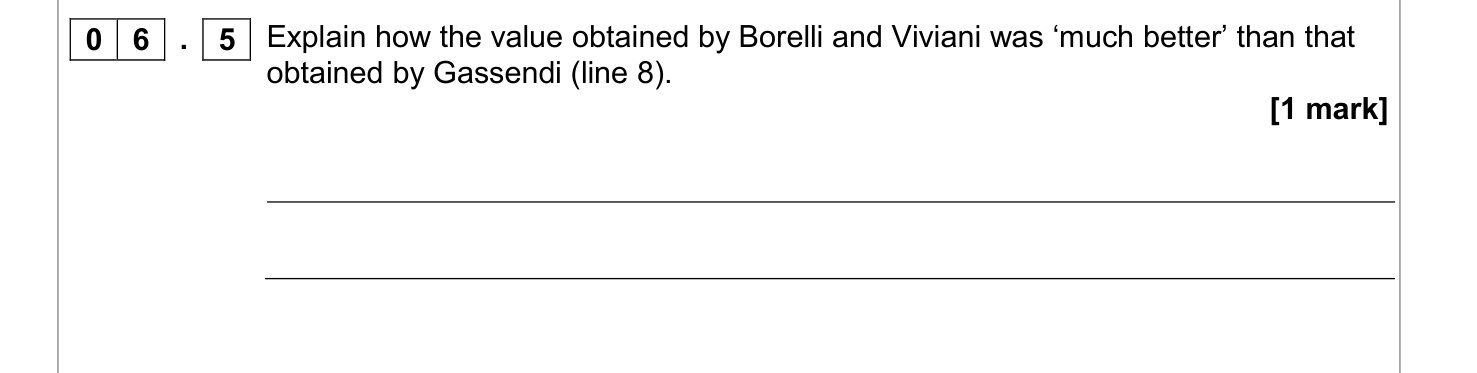 0 6 . 5 Explain how the value obtained by Borelli and Viviani was ‘much better’ than that
obtained by Gassendi (line 8).
[1 mark]